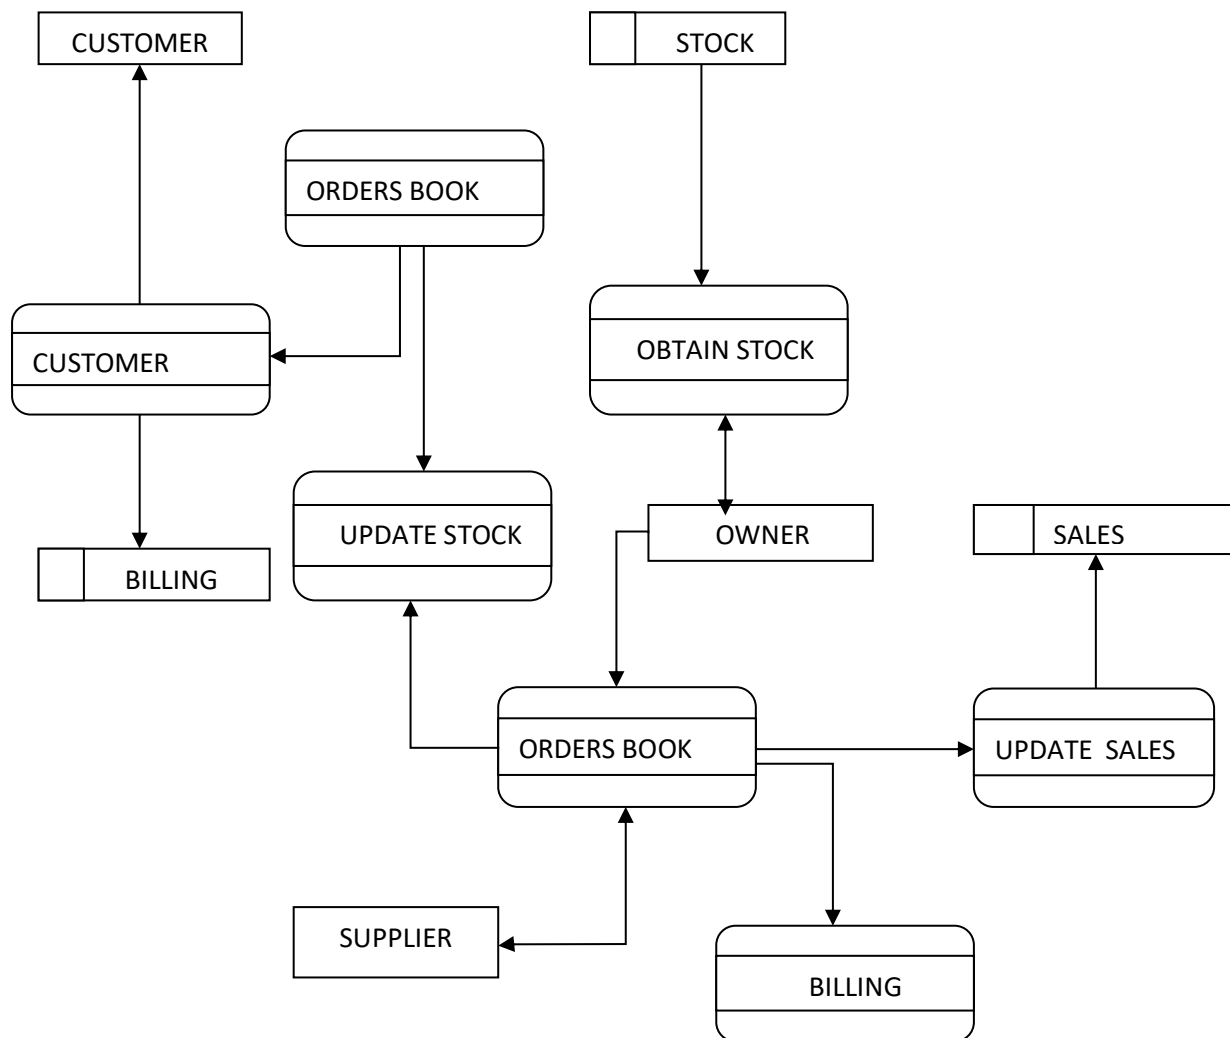 CUSTOMER
STOCK
ORDERS BOOK
OBTAIN STOCK
CUSTOMER
UPDATE STOCK
OWNER
SALES
BILLING
ORDERS BOOK
UPDATE SALES
SUPPLIER
BILLING